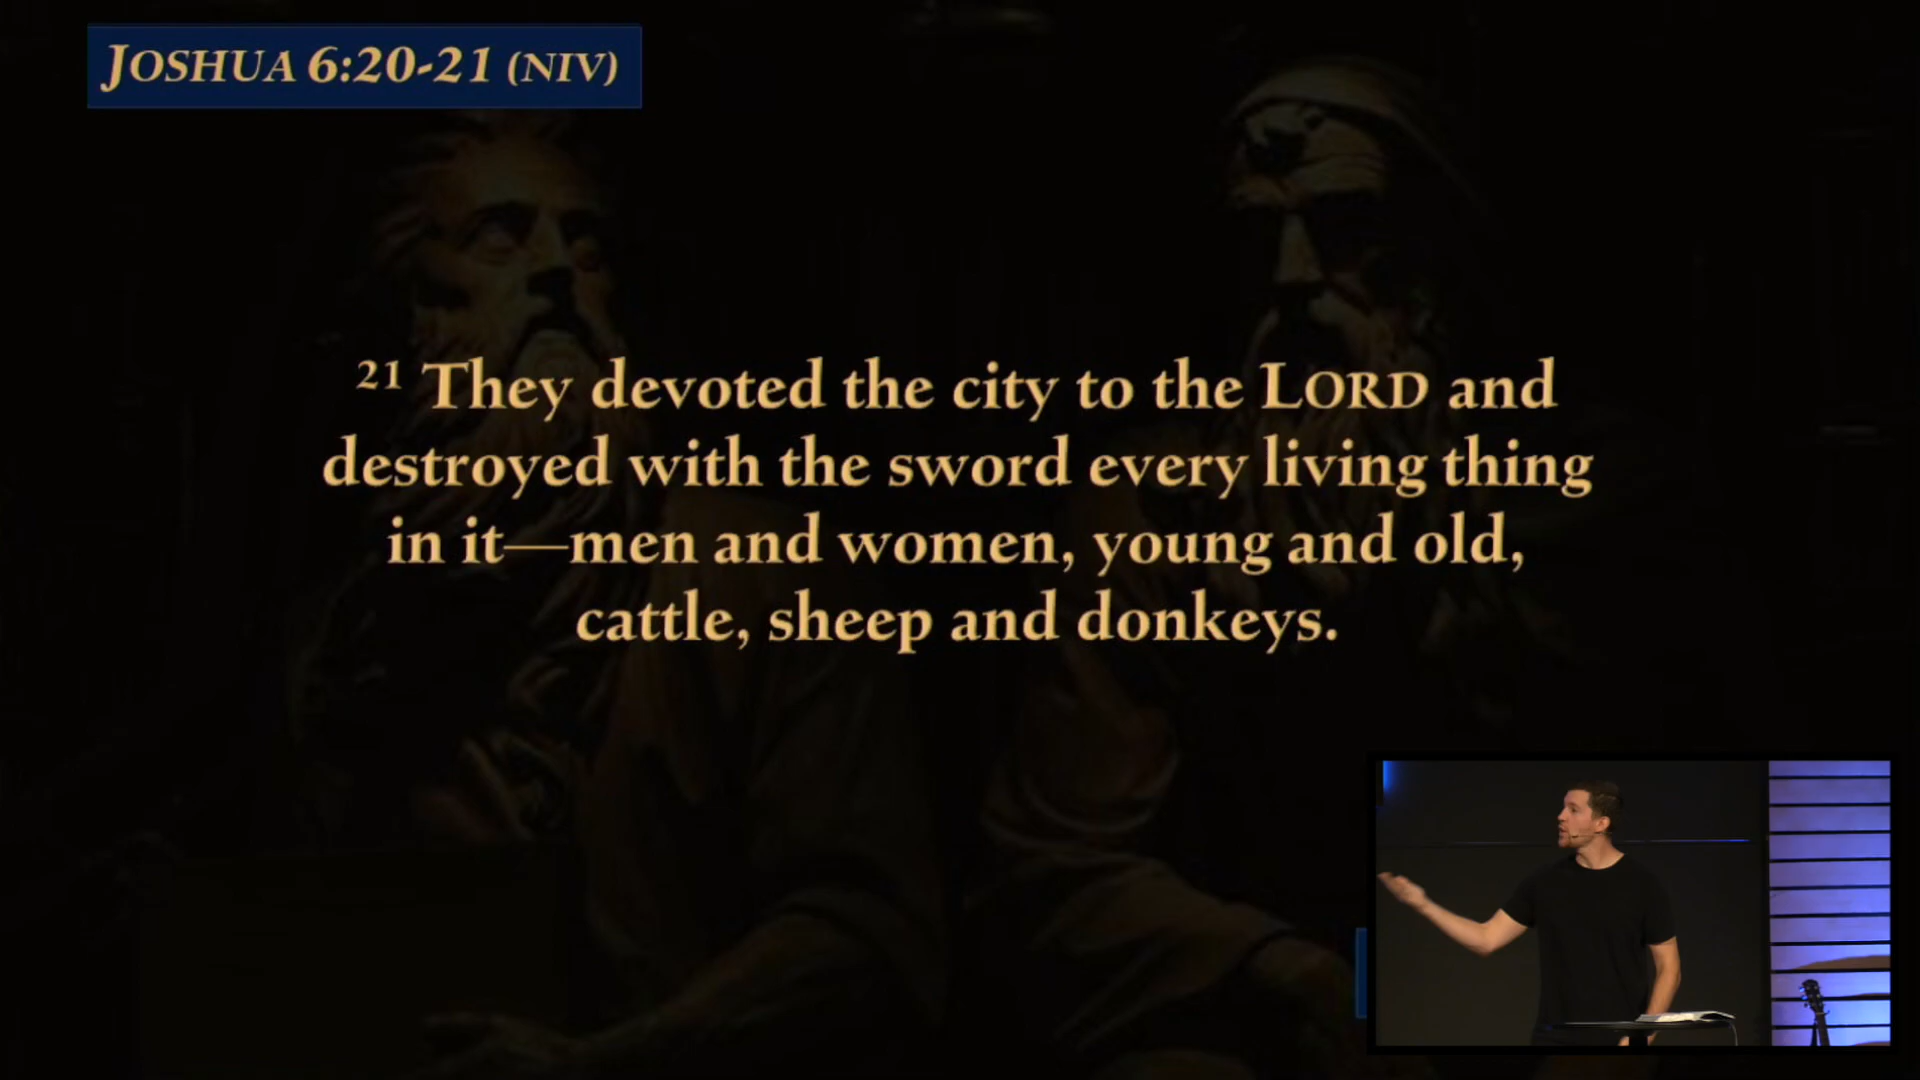 JOSHUA 6:20-21 (NIV)
21 They devoted the city to the LORD and
destroyed with the sword every living thing
in it—men and women, young and old,
cattle, sheep and donkeys.